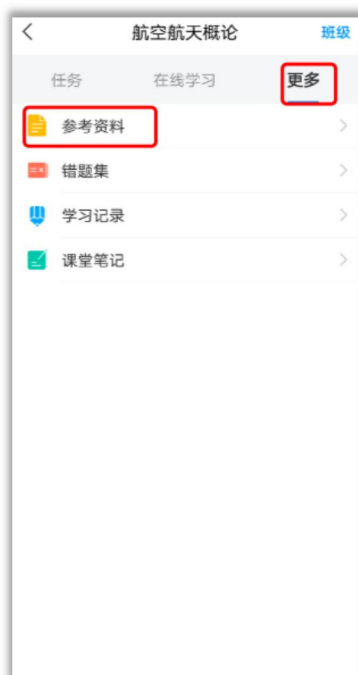 航空航天概论 班级
任务 在线学习 更多
参考资料
错题集
学习记录
课堂笔记